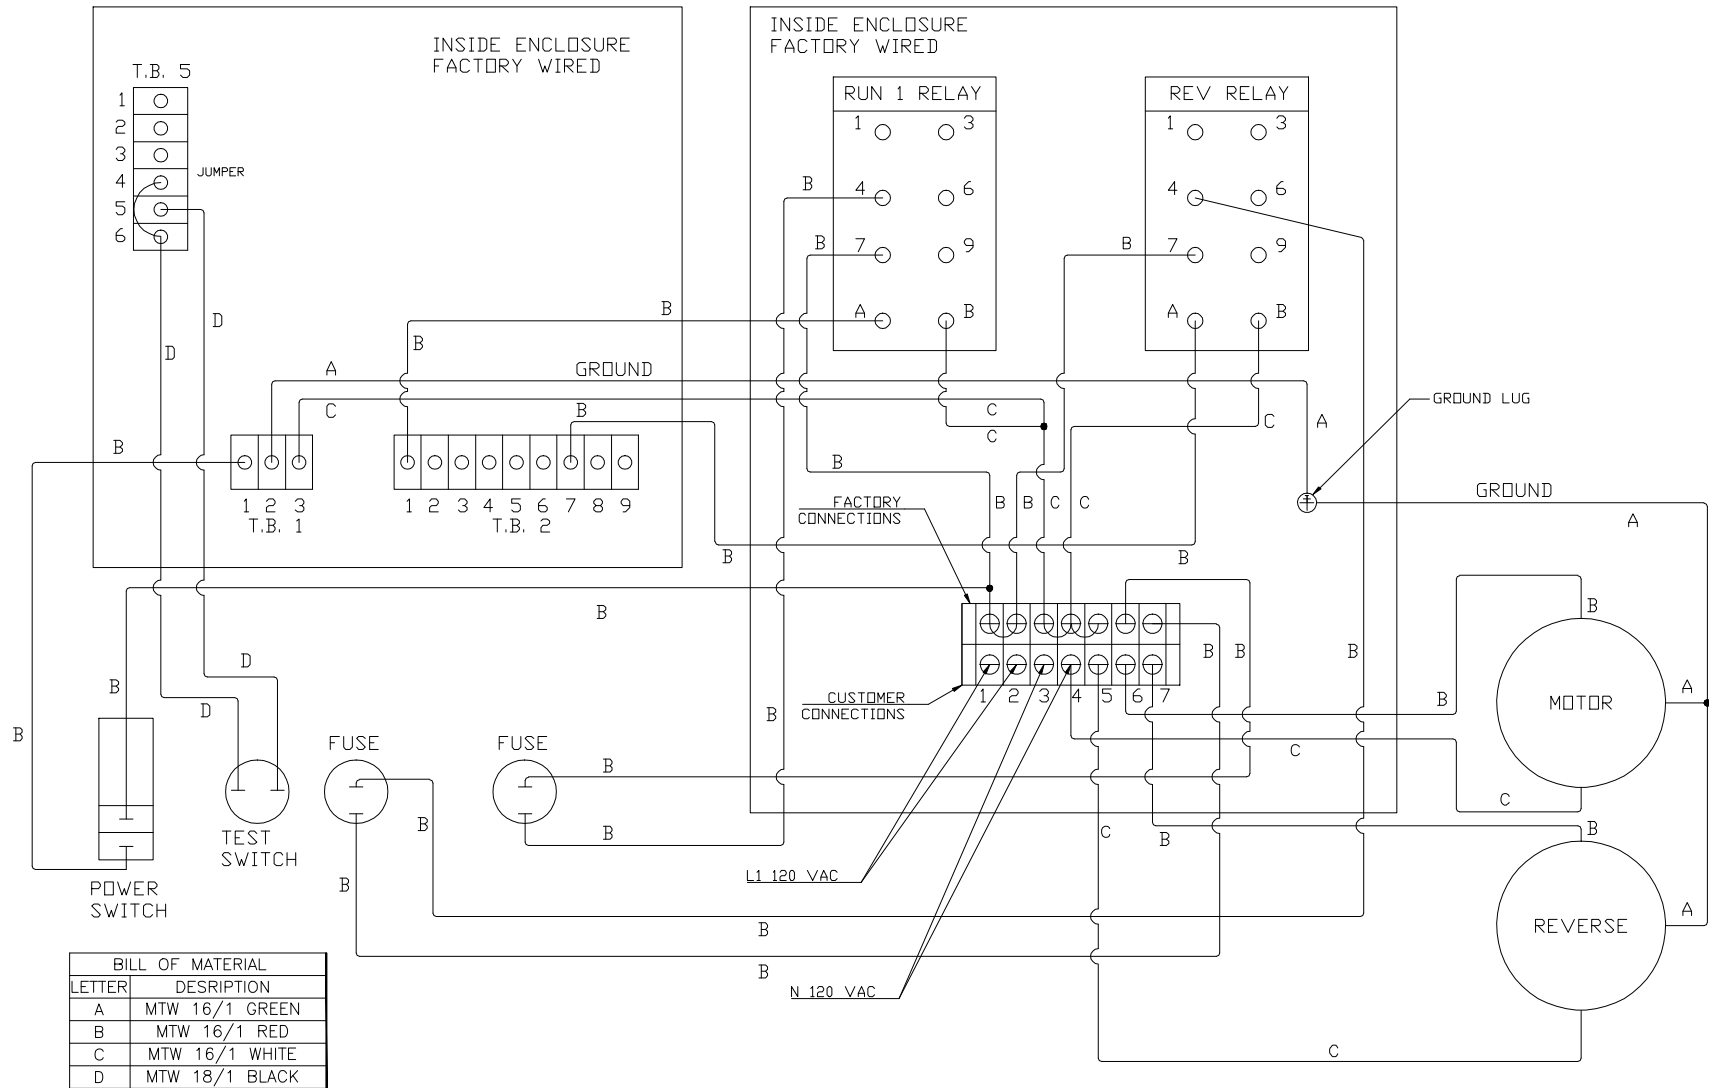 INSIDE ENCLOSURE
FACTORY WIRED
T.B. 5
1
2
3
4
5
6
JUMPER
D
D
B
A
GROUND
C
B
B
B
B
1 2 3
T.B. 1
1 2 3 4 5 6 7 8 9
T.B. 2
INSIDE ENCLOSURE
FACTORY WIRED
RUN 1 RELAY
1 3
4 6
7 9
A B
B
B
REV RELAY
1 3
4 6
7 9
A B
B
C
C
C
A
GROUND LUG
GROUND
A
B
FACTORY
CONNECTIONS
B B C C
B
B
B
B
B
B
CUSTOMER
CONNECTIONS
1 2 3 4 5 6 7
B
C
B
MOTOR
A
C
B
D
B
D
B
B
POWER
SWITCH
TEST
SWITCH
FUSE
FUSE
B
B
B
B
C
B
B
REVERSE
A
L1 120 VAC
B
B
N 120 VAC
C
BILL OF MATERIAL
LETTER DESRIPTION
A MTW 16/1 GREEN
B MTW 16/1 RED
C MTW 16/1 WHITE
D MTW 18/1 BLACK